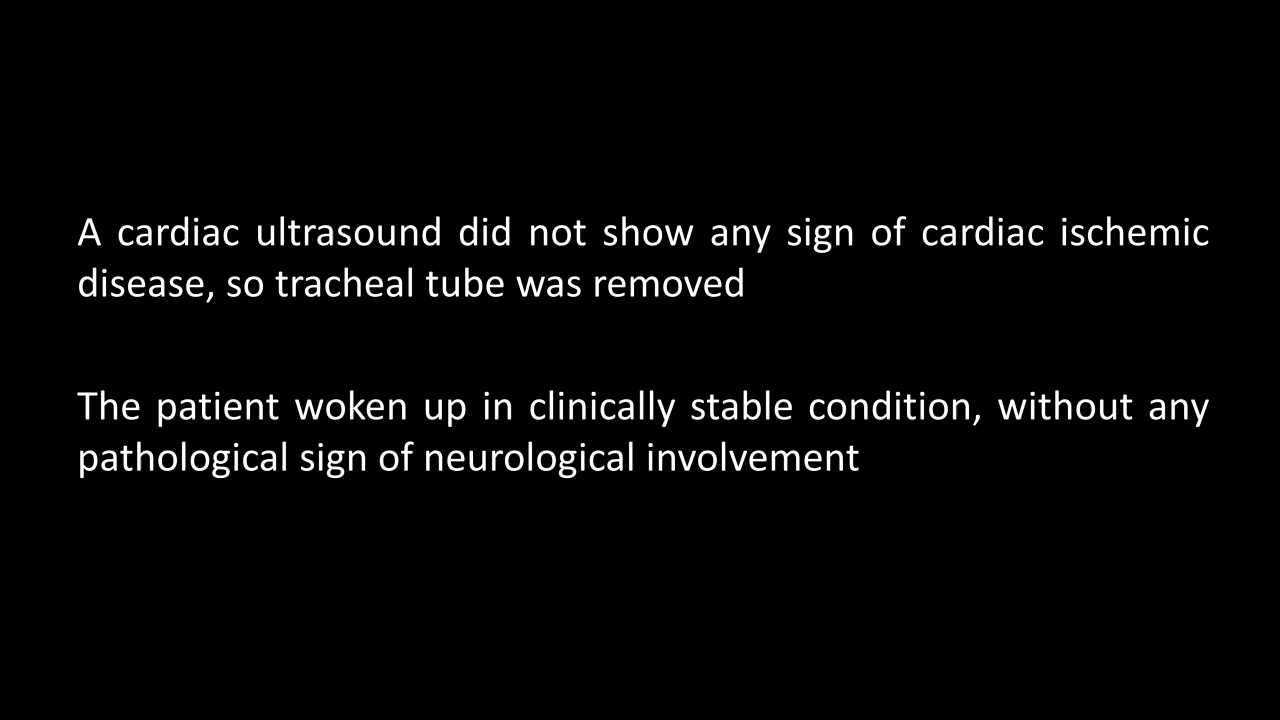 A cardiac ultrasound did not show any sign of cardiac ischemic
disease, so tracheal tube was removed
The patient woken up in clinically stable condition, without any
pathological sign of neurological involvement